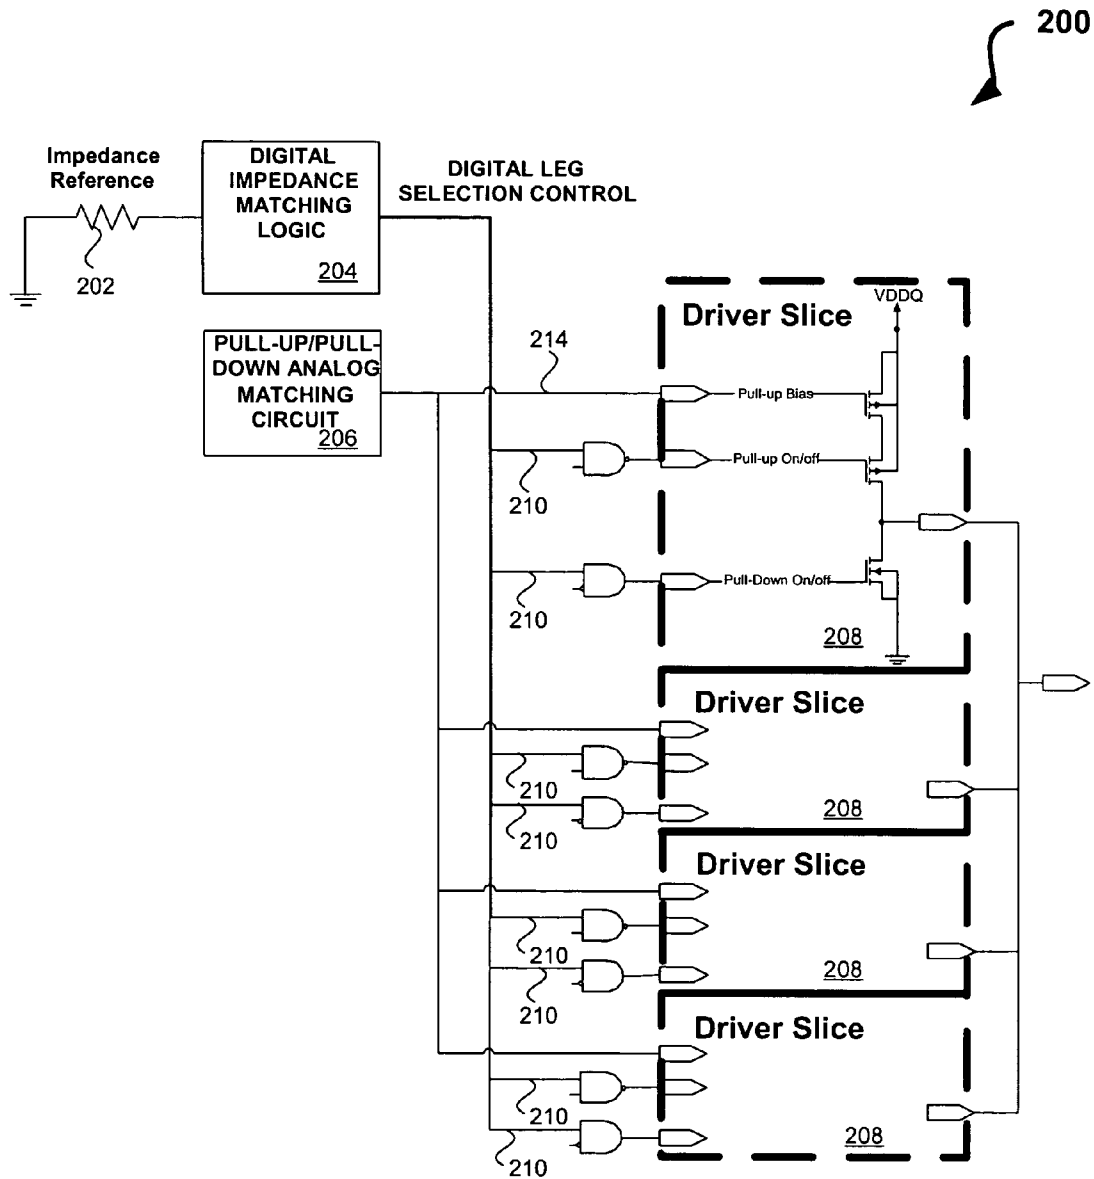 200
Impedance
Reference
202
DIGITAL
IMPEDANCE
MATCHING
LOGIC
204
DIGITAL LEG
SELECTION CONTROL
PULL-UP/PULL-
DOWN ANALOG
MATCHING
CIRCUIT
206
214
210
210
Driver Slice
VDDQ
Pull-up Bias
Pull-up On/off
Pull-Down On/off
208
Driver Slice
210
210
208
Driver Slice
210
210
208
Driver Slice
210
210
208